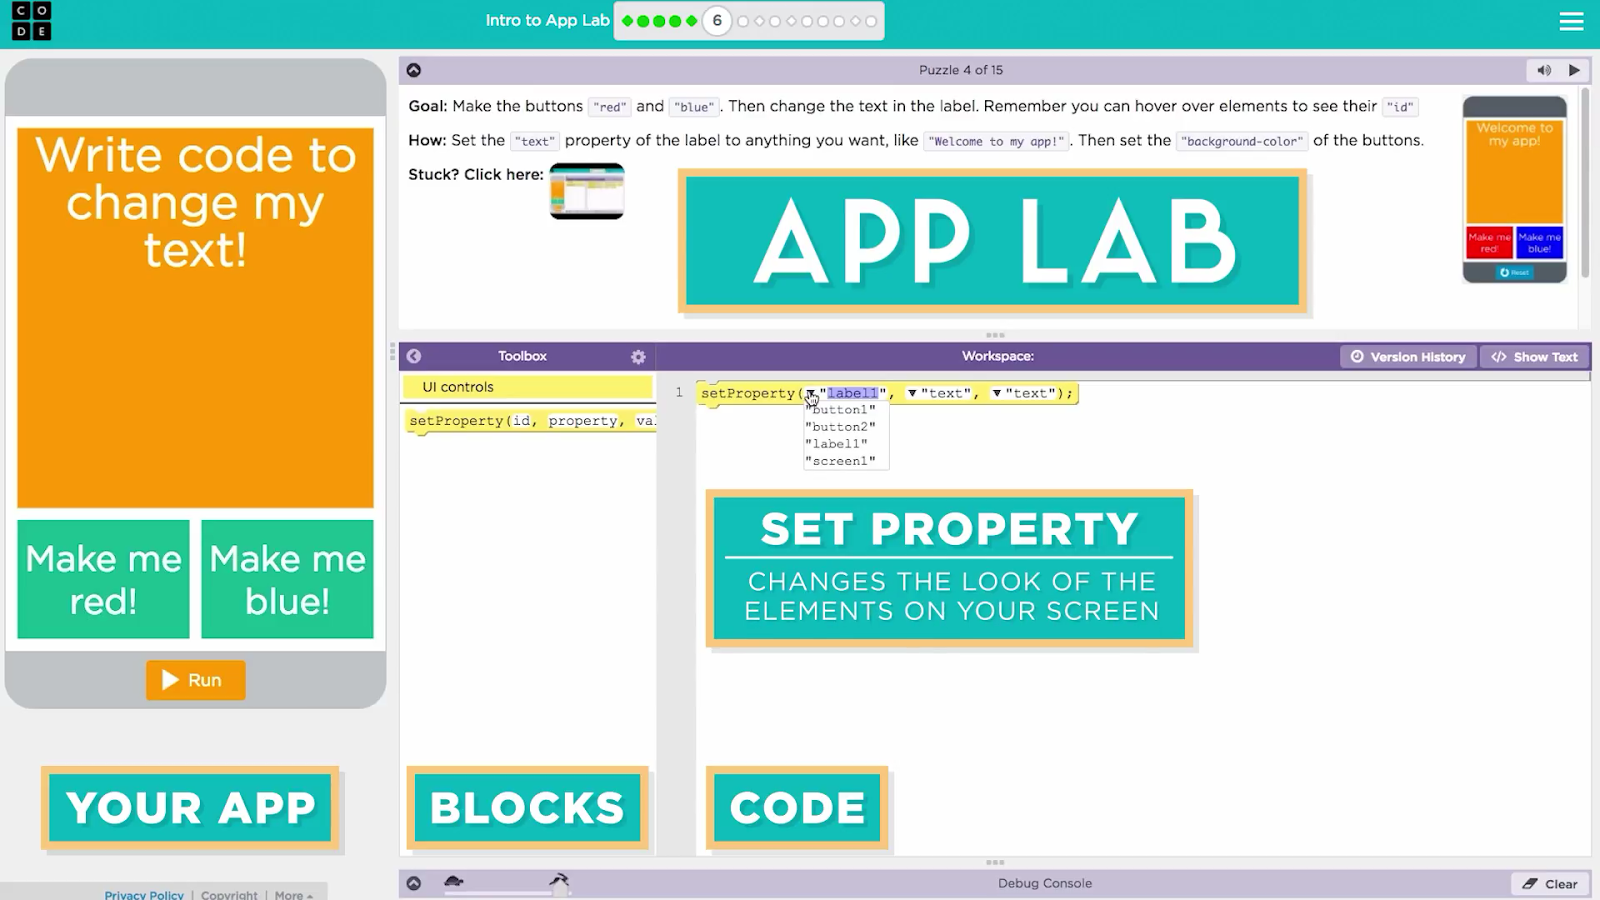 CO
DE
Intro to App Lab
6
Puzzle 4 of 15
Goal: Make the buttons "red" and "blue". Then change the text in the label. Remember you can hover over elements to see their "id"
How: Set the "text" property of the label to anything you want, like "Welcome to my app!". Then set the "background-color" of the buttons.
Stuck? Click here:
APP LAB
Welcome to
my app!
Make me
red!
Make me
blue!
Reset
Write code to
change my
text!
Make me
red!
Make me
blue!
Run
YOUR APP
Toolbox
UI controls
setProperty(id, property, val
BLOCKS
Workspace:
Version History
</> Show Text
1
setProperty(▼"label1", ▼"text", ▼"text");
"button1"
"button2"
"label1"
"screen1"
SET PROPERTY
CHANGES THE LOOK OF THE
ELEMENTS ON YOUR SCREEN
CODE
Debug Console
Clear
Privacy Policy | Copyright | More